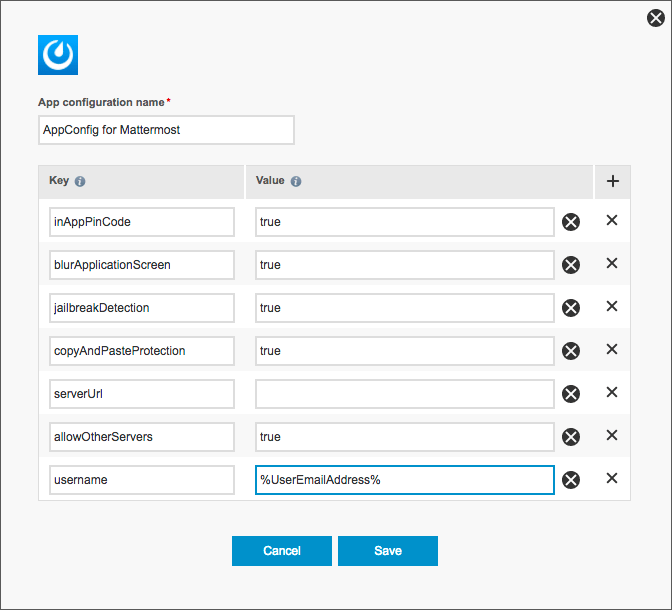 App configuration name*
AppConfig for Mattermost
Key Value
inAppPinCode true
blurApplicationScreen true
jailbreakDetection true
copyAndPasteProtection true
serverUrl
allowOtherServers true
username %UserEmailAddress%
Cancel Save